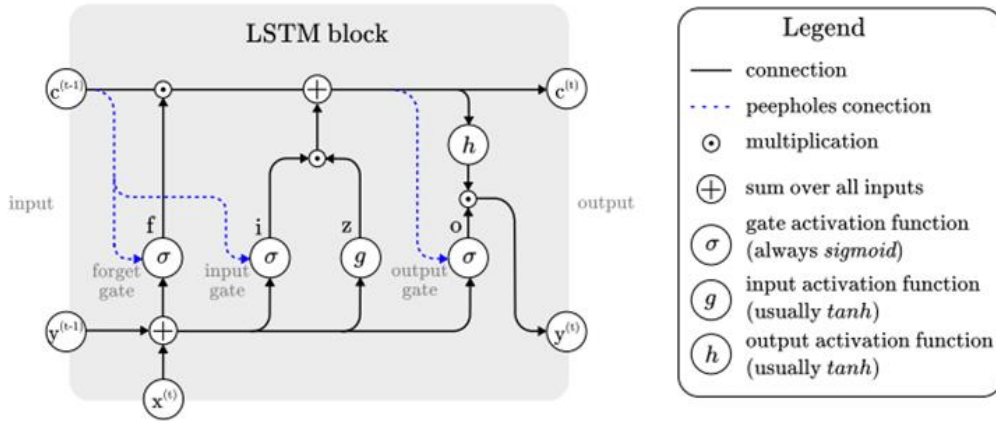 LSTM block
c^(t-1)
c^(t)
h
input
output
f
i
z
o
σ
σ
g
σ
forget
gate
input
gate
output
gate
y^(t-1)
y^(t)
x^(t)
Legend
connection
peepholes conection
multiplication
sum over all inputs
σ
gate activation function
(always sigmoid)
g
input activation function
(usually tanh)
h
output activation function
(usually tanh)